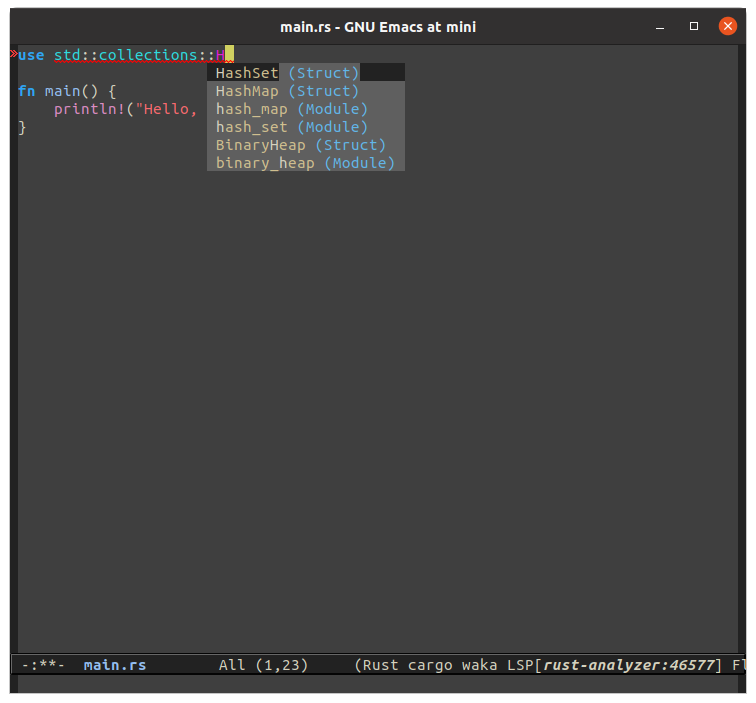 main.rs - GNU Emacs at mini
»use std::collections::H
HashSet (Struct)
fn main() {
HashMap (Struct)
println!("Hello,
hash_map (Module)
}
hash_set (Module)
BinaryHeap (Struct)
binary_heap (Module)
-:**-  main.rs        All (1,23)     (Rust cargo waka LSP[rust-analyzer:46577] Fl